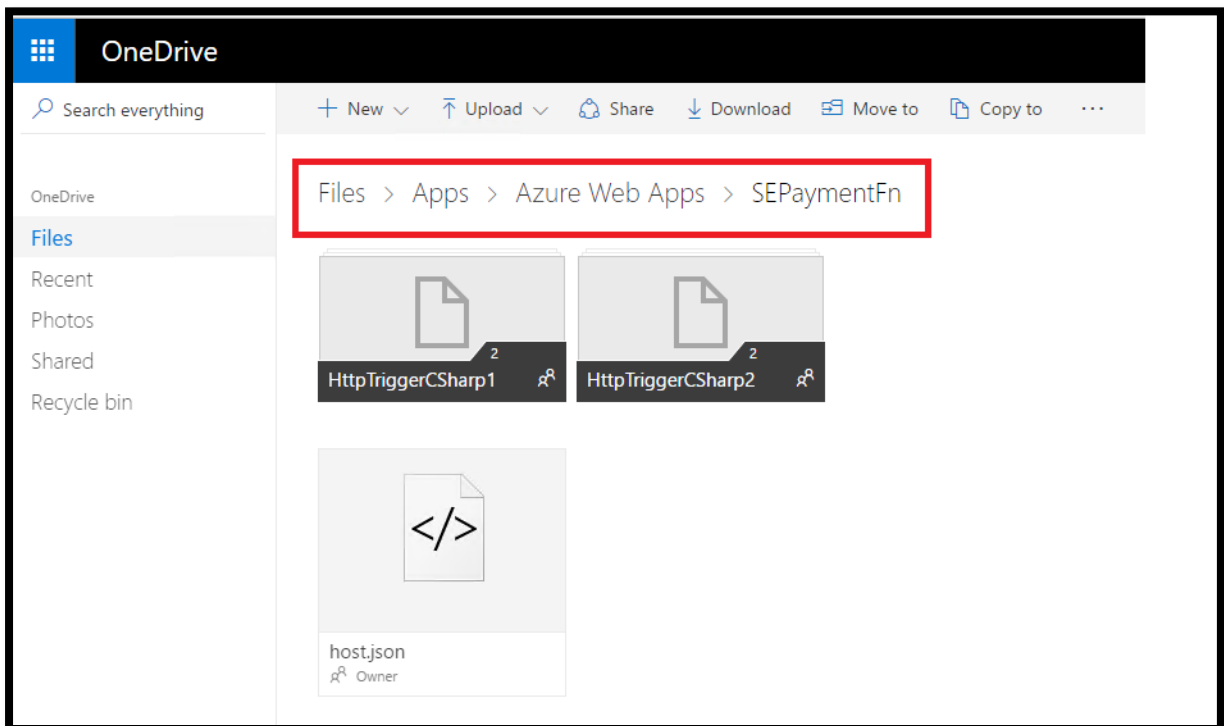 OneDrive
Search everything
New
Upload
Share
Download
Move to
Copy to
...
OneDrive
Files
Recent
Photos
Shared
Recycle bin
Files > Apps > Azure Web Apps > SEPaymentFn
2
HttpTriggerCSharp1
2
HttpTriggerCSharp2
</>
host.json
Owner